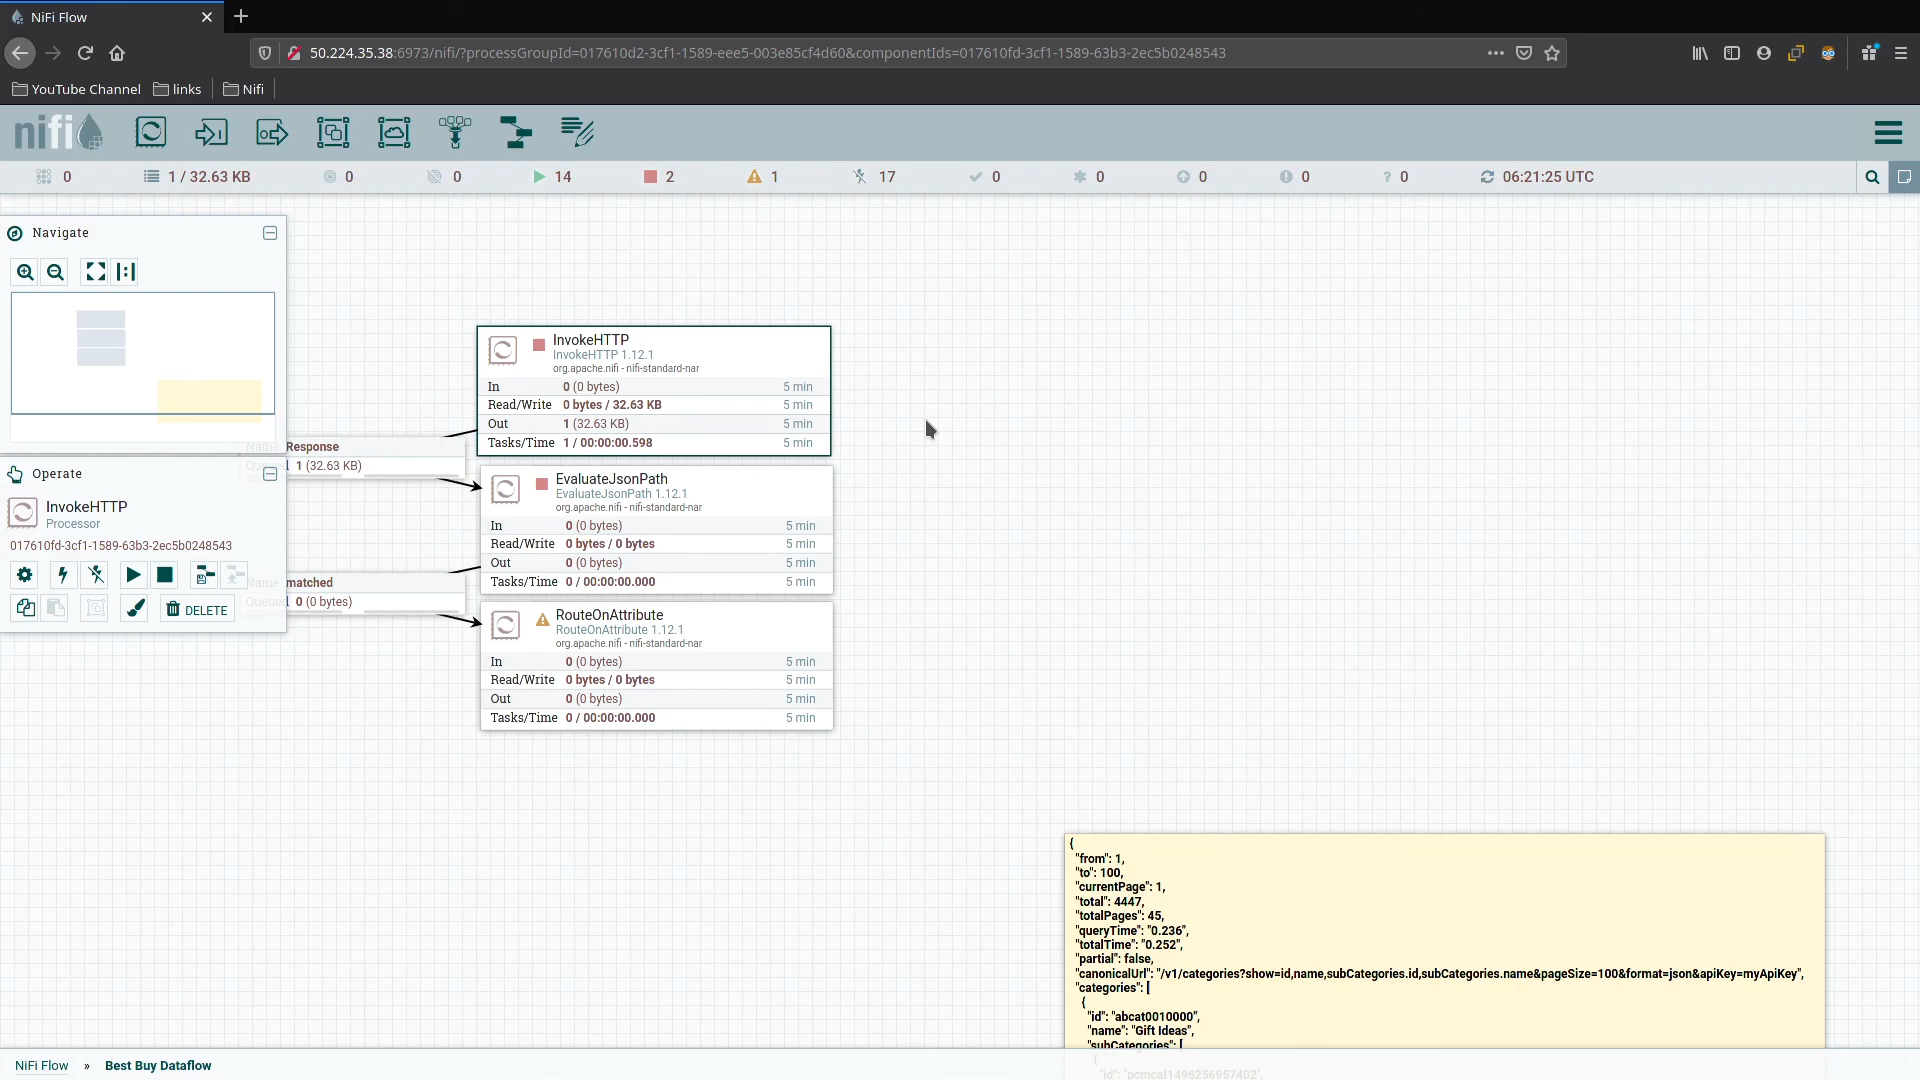 NiFi Flow
50.224.35.38:6973/nifi/?processGroupId=017610d2-3cf1-1589-eee5-003e85cf4d60&componentIds=017610fd-3cf1-1589-63b3-2ec5b0248543
YouTube Channel links Nifi
nifi
0 1 / 32.63 KB 0 0 14 2 1 17 0 0 0 0 ? 0 06:21:25 UTC
Navigate
InvokeHTTP
InvokeHTTP 1.12.1
org.apache.nifi - nifi-standard-nar
In 0 (0 bytes) 5 min
Read/Write 0 bytes / 32.63 KB 5 min
Out 1 (32.63 KB) 5 min
Tasks/Time 1 / 00:00:00.598 5 min
Name Response
Queued 1 (32.63 KB)
Operate
InvokeHTTP
Processor
017610fd-3cf1-1589-63b3-2ec5b0248543
DELETE
EvaluateJsonPath
EvaluateJsonPath 1.12.1
org.apache.nifi - nifi-standard-nar
In 0 (0 bytes) 5 min
Read/Write 0 bytes / 0 bytes 5 min
Out 0 (0 bytes) 5 min
Tasks/Time 0 / 00:00:00.000 5 min
Name matched
Queued 0 (0 bytes)
RouteOnAttribute
RouteOnAttribute 1.12.1
org.apache.nifi - nifi-standard-nar
In 0 (0 bytes) 5 min
Read/Write 0 bytes / 0 bytes 5 min
Out 0 (0 bytes) 5 min
Tasks/Time 0 / 00:00:00.000 5 min
{
"from": 1,
"to": 100,
"currentPage": 1,
"total": 4447,
"totalPages": 45,
"queryTime": "0.236",
"totalTime": "0.252",
"partial": false,
"canonicalUrl": "/v1/categories?show=id,name,subCategories.id,subCategories.name&pageSize=100&format=json&apiKey=myApiKey",
"categories": [
{
"id": "abcat0010000",
"name": "Gift Ideas",
"subCategories": [
{
"id": "pcmcat1496256957402",
NiFi Flow » Best Buy Dataflow